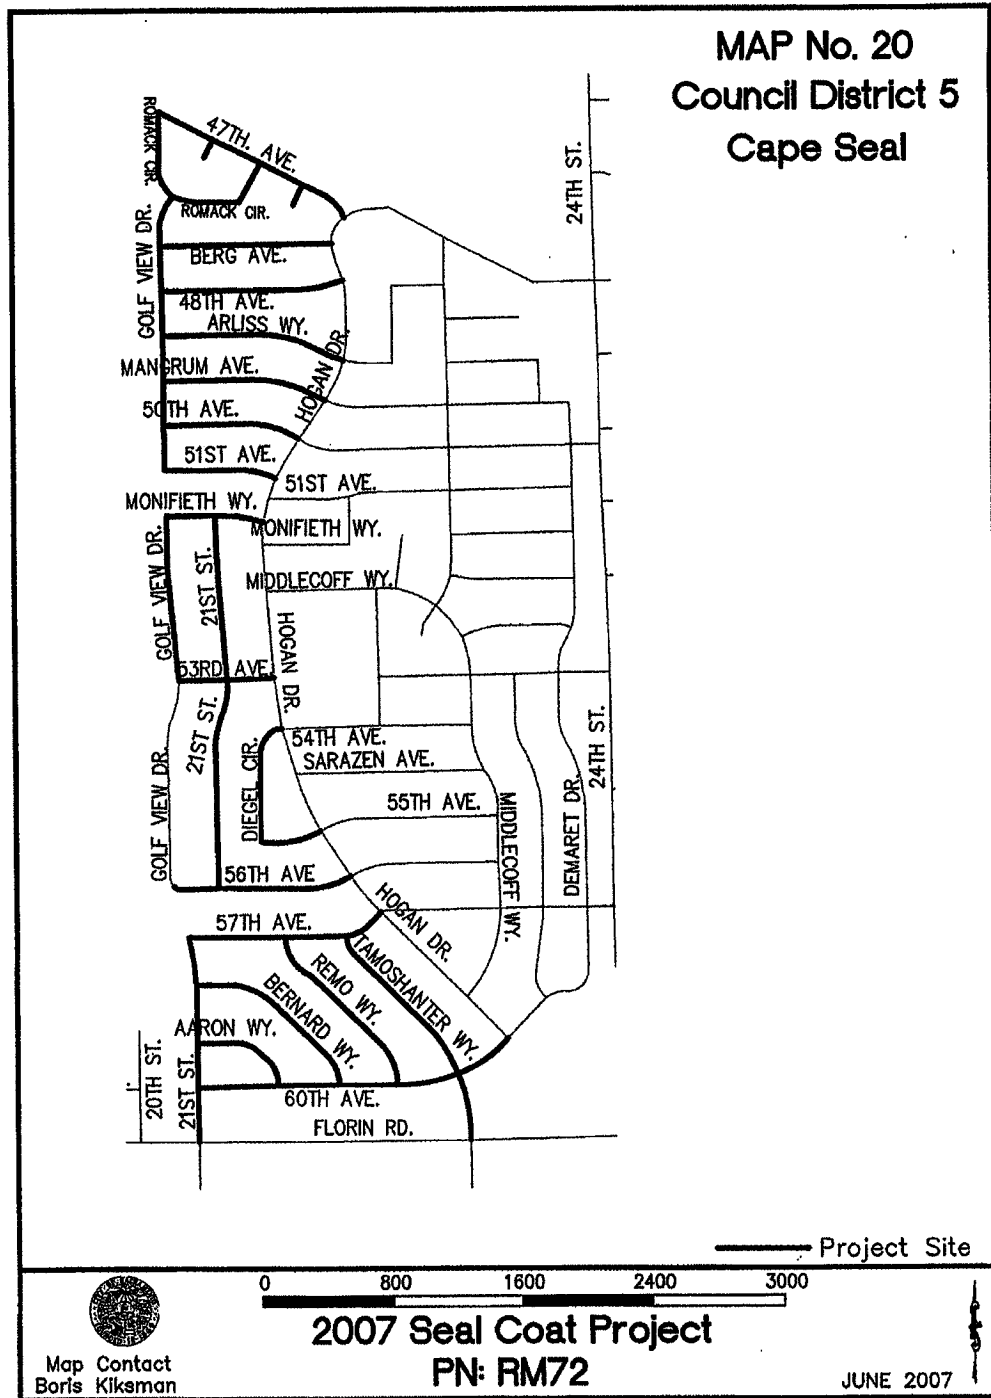 MAP No. 20
Council District 5
Cape Seal
ROMACK CIR.
47TH. AVE.
24TH ST.
ROMACK CIR.
GOLF VIEW DR.
BERG AVE.
48TH AVE.
ARLISS WY.
HOGAN DR.
MANGRUM AVE.
50TH AVE.
51ST AVE.
51ST AVE.
MONIFIETH WY.
MONIFIETH WY.
GOLF VIEW DR.
21ST ST.
MIDDLECOFF WY.
HOGAN DR.
53RD AVE.
21ST ST.
24TH ST.
54TH AVE.
SARAZEN AVE.
GOLF VIEW DR.
DIEGEL CIR.
55TH AVE.
MIDDLECOFF WY.
DEMARET DR.
56TH AVE
HOGAN DR.
57TH AVE.
TAMOSHANTER WY.
REMO WY.
BERNARD WY.
AARON WY.
20TH ST.
21ST ST.
60TH AVE.
FLORIN RD.
Project Site
0 800 1600 2400 3000
2007 Seal Coat Project
PN: RM72
Map Contact
Boris Kiksman
JUNE 2007